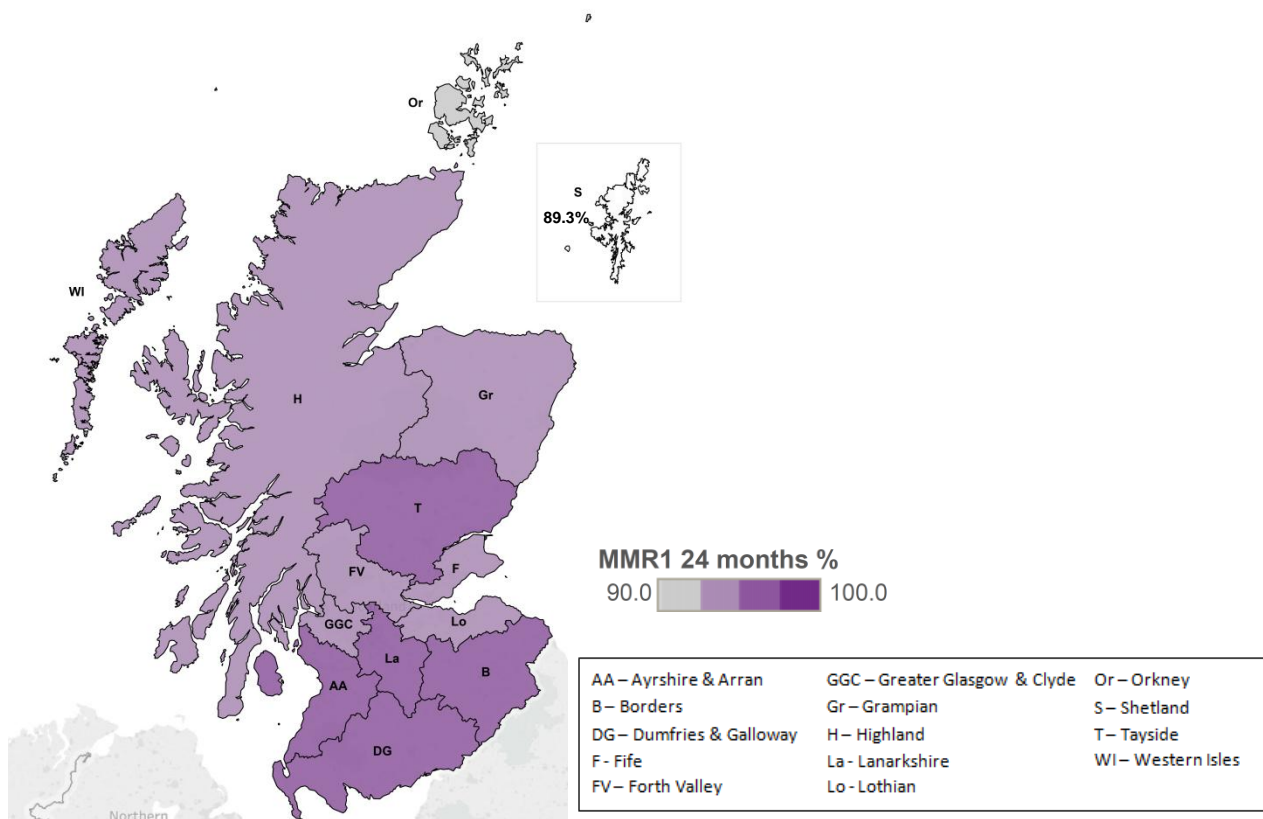 Or
S
89.3%
WI
H
Gr
T
FV
F
GGC
Lo
La
B
AA
DG
Northern
MMR1 24 months %
90.0 100.0
AA – Ayrshire & Arran GGC – Greater Glasgow & Clyde Or – Orkney
B – Borders Gr – Grampian S – Shetland
DG – Dumfries & Galloway H – Highland T – Tayside
F - Fife La - Lanarkshire WI – Western Isles
FV – Forth Valley Lo - Lothian